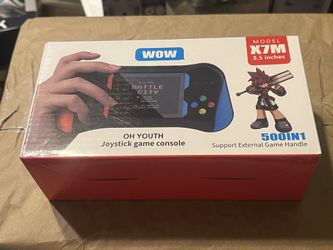 WOW
MODEL
X7M
3.5 inches
BATTLE
CITY
OH YOUTH
Joystick game console
500IN1
Support External Game Handle